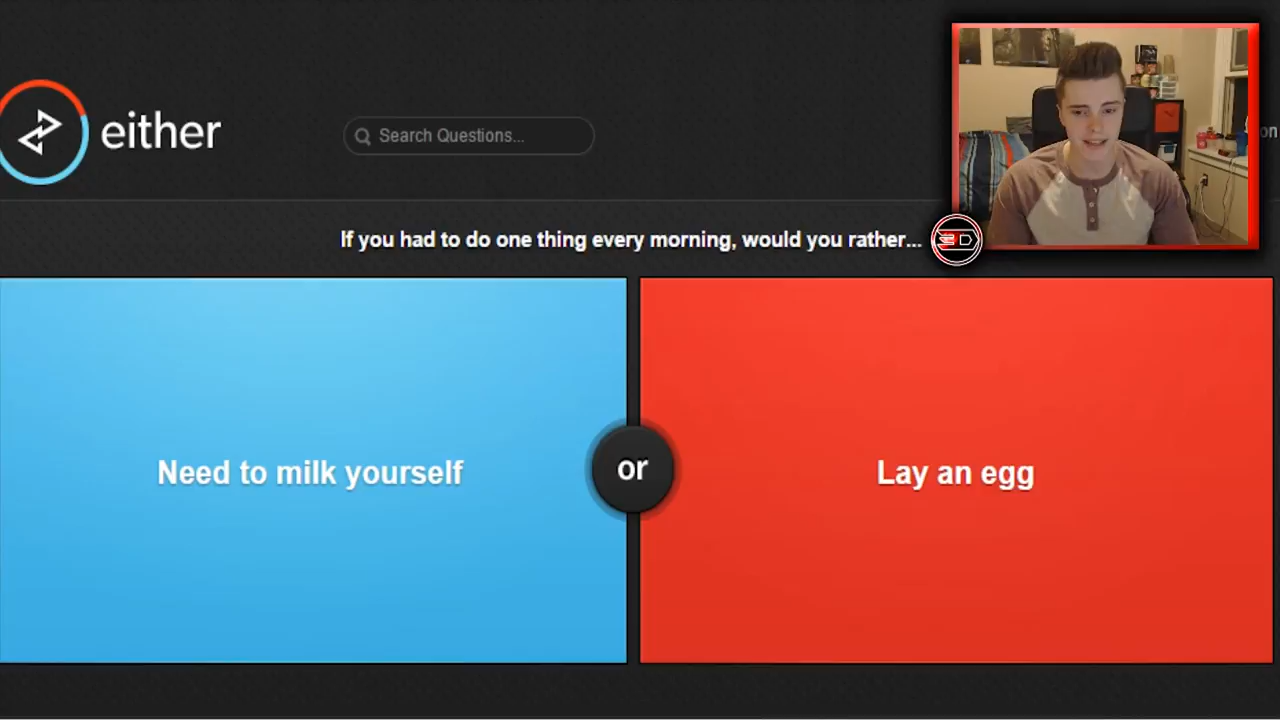 either
Search Questions...
on
If you had to do one thing every morning, would you rather...
Need to milk yourself
or
Lay an egg